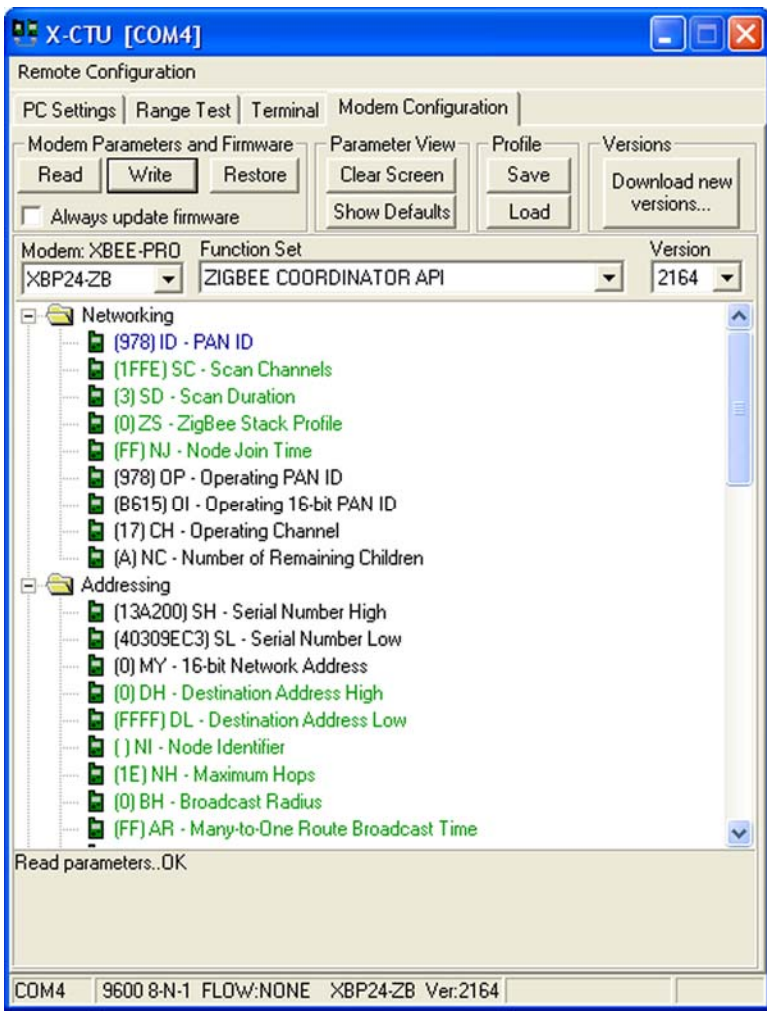 X-CTU [COM4]
Remote Configuration
PC Settings Range Test Terminal Modem Configuration
Modem Parameters and Firmware Parameter View Profile Versions
Read Write Restore Clear Screen Save Download new versions...
Always update firmware Show Defaults Load
Modem: XBEE-PRO Function Set Version
XBP24-ZB ZIGBEE COORDINATOR API 2164
Networking
(978) ID - PAN ID
(1FFE) SC - Scan Channels
(3) SD - Scan Duration
(0) ZS - ZigBee Stack Profile
(FF) NJ - Node Join Time
(978) OP - Operating PAN ID
(B615) OI - Operating 16-bit PAN ID
(17) CH - Operating Channel
(A) NC - Number of Remaining Children
Addressing
(13A200) SH - Serial Number High
(40309EC3) SL - Serial Number Low
(0) MY - 16-bit Network Address
(0) DH - Destination Address High
(FFFF) DL - Destination Address Low
( ) NI - Node Identifier
(1E) NH - Maximum Hops
(0) BH - Broadcast Radius
(FF) AR - Many-to-One Route Broadcast Time
Read parameters..OK
COM4 9600 8-N-1 FLOW:NONE XBP24-ZB Ver:2164